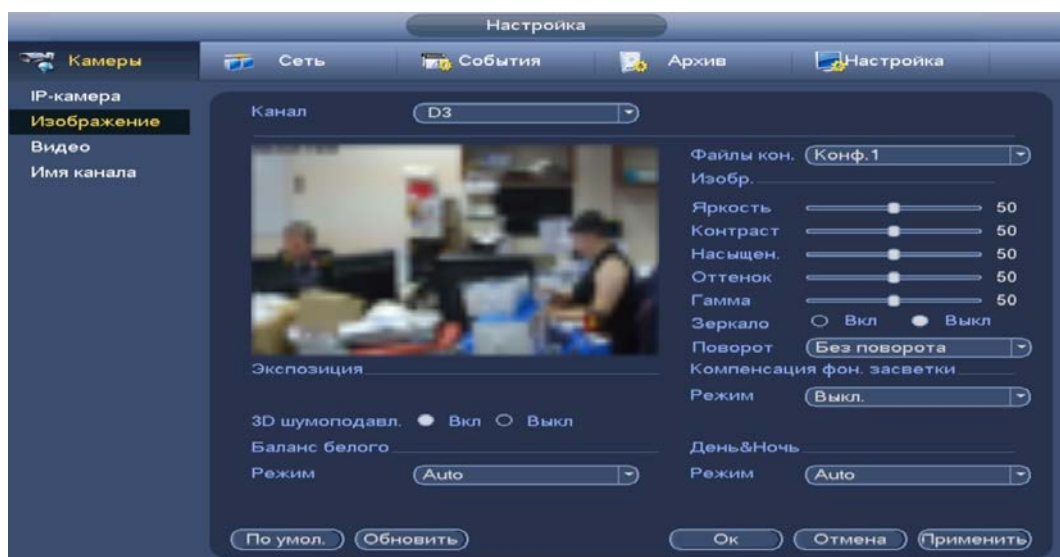 Настройка
Камеры Сеть События Архив Настройка
IP-камера
Изображение
Видео
Имя канала
Канал D3
Файлы кон. Конф.1
Изобр.
Яркость 50
Контраст 50
Насыщен. 50
Оттенок 50
Гамма 50
Зеркало Вкл Выкл
Поворот Без поворота
Экспозиция
Компенсация фон. засветки
Режим Выкл.
3D шумоподавл. Вкл Выкл
Баланс белого
День&Ночь
Режим Auto
Режим Auto
По умол. Обновить Ок Отмена Применить